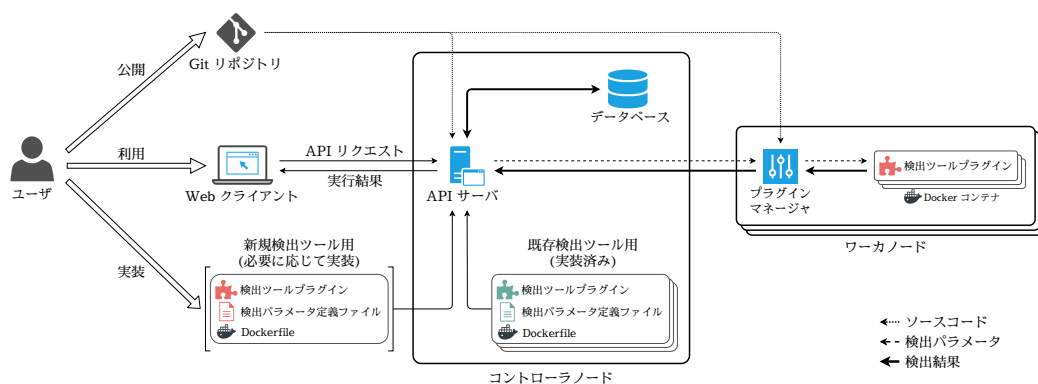 Git リポジトリ
公開
データベース
利用
API リクエスト
実行結果
ユーザ
Web クライアント
API サーバ
プラグイン
マネージャ
検出ツールプラグイン
Docker コンテナ
ワーカノード
実装
新規検出ツール用
(必要に応じて実装)
検出ツールプラグイン
検出パラメータ定義ファイル
Dockerfile
既存検出ツール用
(実装済み)
検出ツールプラグイン
検出パラメータ定義ファイル
Dockerfile
コントローラノード
ソースコード
検出パラメータ
検出結果